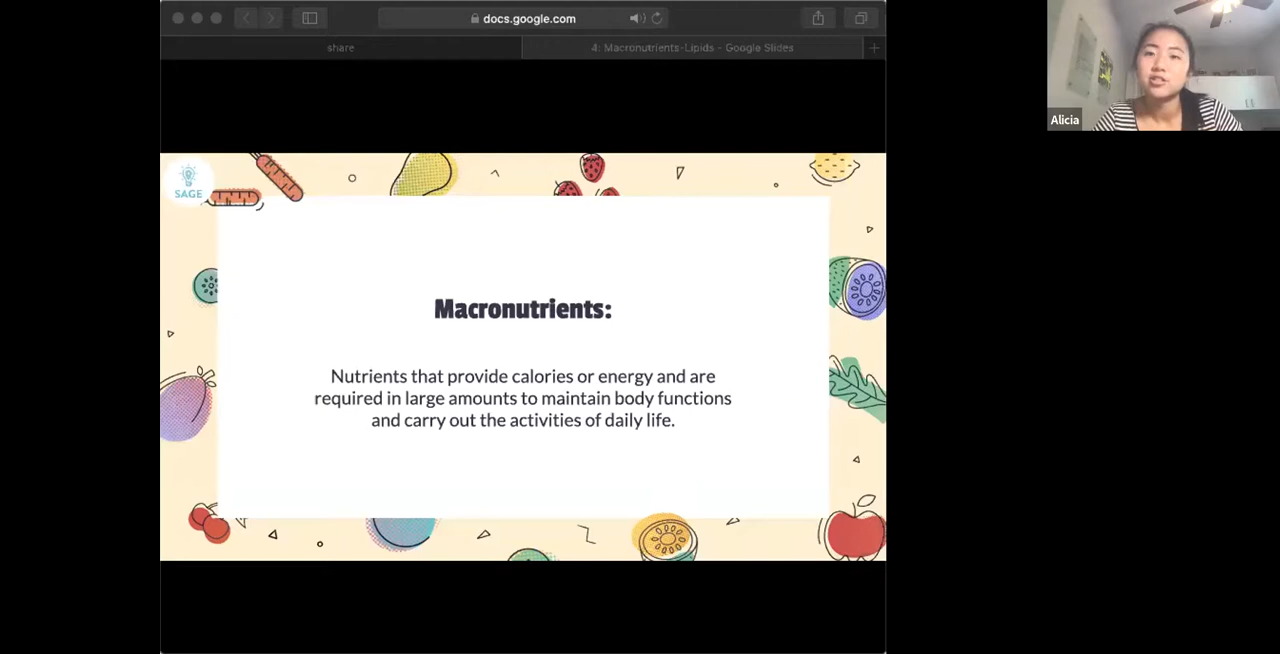 docs.google.com
share
4: Macronutrients-Lipids - Google Slides
Alicia
SAGE
Macronutrients:
Nutrients that provide calories or energy and are
required in large amounts to maintain body functions
and carry out the activities of daily life.